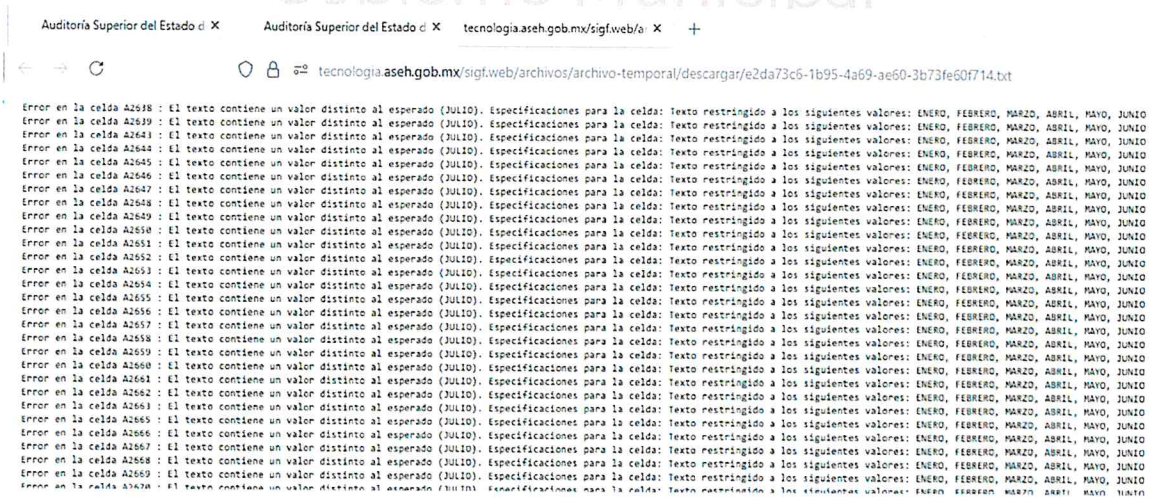 Auditoría Superior del Estado d X Auditoría Superior del Estado d X tecnologia.aseh.gob.mx/sigf.web/a X +
tecnologia.aseh.gob.mx/sigf.web/archivos/archivo-temporal/descargar/e2da73c6-1b95-4a69-ae60-3b73fe60f714.txt
Error en la celda A2638 : El texto contiene un valor distinto al esperado (JULIO). Especificaciones para la celda: Texto restringido a los siguientes valores: ENERO, FEBRERO, MARZO, ABRIL, MAYO, JUNIO
Error en la celda A2639 : El texto contiene un valor distinto al esperado (JULIO). Especificaciones para la celda: Texto restringido a los siguientes valores: ENERO, FEBRERO, MARZO, ABRIL, MAYO, JUNIO
Error en la celda A2643 : El texto contiene un valor distinto al esperado (JULIO). Especificaciones para la celda: Texto restringido a los siguientes valores: ENERO, FEBRERO, MARZO, ABRIL, MAYO, JUNIO
Error en la celda A2644 : El texto contiene un valor distinto al esperado (JULIO). Especificaciones para la celda: Texto restringido a los siguientes valores: ENERO, FEBRERO, MARZO, ABRIL, MAYO, JUNIO
Error en la celda A2645 : El texto contiene un valor distinto al esperado (JULIO). Especificaciones para la celda: Texto restringido a los siguientes valores: ENERO, FEBRERO, MARZO, ABRIL, MAYO, JUNIO
Error en la celda A2646 : El texto contiene un valor distinto al esperado (JULIO). Especificaciones para la celda: Texto restringido a los siguientes valores: ENERO, FEBRERO, MARZO, ABRIL, MAYO, JUNIO
Error en la celda A2647 : El texto contiene un valor distinto al esperado (JULIO). Especificaciones para la celda: Texto restringido a los siguientes valores: ENERO, FEBRERO, MARZO, ABRIL, MAYO, JUNIO
Error en la celda A2648 : El texto contiene un valor distinto al esperado (JULIO). Especificaciones para la celda: Texto restringido a los siguientes valores: ENERO, FEBRERO, MARZO, ABRIL, MAYO, JUNIO
Error en la celda A2649 : El texto contiene un valor distinto al esperado (JULIO). Especificaciones para la celda: Texto restringido a los siguientes valores: ENERO, FEBRERO, MARZO, ABRIL, MAYO, JUNIO
Error en la celda A2650 : El texto contiene un valor distinto al esperado (JULIO). Especificaciones para la celda: Texto restringido a los siguientes valores: ENERO, FEBRERO, MARZO, ABRIL, MAYO, JUNIO
Error en la celda A2651 : El texto contiene un valor distinto al esperado (JULIO). Especificaciones para la celda: Texto restringido a los siguientes valores: ENERO, FEBRERO, MARZO, ABRIL, MAYO, JUNIO
Error en la celda A2652 : El texto contiene un valor distinto al esperado (JULIO). Especificaciones para la celda: Texto restringido a los siguientes valores: ENERO, FEBRERO, MARZO, ABRIL, MAYO, JUNIO
Error en la celda A2653 : El texto contiene un valor distinto al esperado (JULIO). Especificaciones para la celda: Texto restringido a los siguientes valores: ENERO, FEBRERO, MARZO, ABRIL, MAYO, JUNIO
Error en la celda A2654 : El texto contiene un valor distinto al esperado (JULIO). Especificaciones para la celda: Texto restringido a los siguientes valores: ENERO, FEBRERO, MARZO, ABRIL, MAYO, JUNIO
Error en la celda A2655 : El texto contiene un valor distinto al esperado (JULIO). Especificaciones para la celda: Texto restringido a los siguientes valores: ENERO, FEBRERO, MARZO, ABRIL, MAYO, JUNIO
Error en la celda A2656 : El texto contiene un valor distinto al esperado (JULIO). Especificaciones para la celda: Texto restringido a los siguientes valores: ENERO, FEBRERO, MARZO, ABRIL, MAYO, JUNIO
Error en la celda A2657 : El texto contiene un valor distinto al esperado (JULIO). Especificaciones para la celda: Texto restringido a los siguientes valores: ENERO, FEBRERO, MARZO, ABRIL, MAYO, JUNIO
Error en la celda A2658 : El texto contiene un valor distinto al esperado (JULIO). Especificaciones para la celda: Texto restringido a los siguientes valores: ENERO, FEBRERO, MARZO, ABRIL, MAYO, JUNIO
Error en la celda A2659 : El texto contiene un valor distinto al esperado (JULIO). Especificaciones para la celda: Texto restringido a los siguientes valores: ENERO, FEBRERO, MARZO, ABRIL, MAYO, JUNIO
Error en la celda A2660 : El texto contiene un valor distinto al esperado (JULIO). Especificaciones para la celda: Texto restringido a los siguientes valores: ENERO, FEBRERO, MARZO, ABRIL, MAYO, JUNIO
Error en la celda A2661 : El texto contiene un valor distinto al esperado (JULIO). Especificaciones para la celda: Texto restringido a los siguientes valores: ENERO, FEBRERO, MARZO, ABRIL, MAYO, JUNIO
Error en la celda A2662 : El texto contiene un valor distinto al esperado (JULIO). Especificaciones para la celda: Texto restringido a los siguientes valores: ENERO, FEBRERO, MARZO, ABRIL, MAYO, JUNIO
Error en la celda A2663 : El texto contiene un valor distinto al esperado (JULIO). Especificaciones para la celda: Texto restringido a los siguientes valores: ENERO, FEBRERO, MARZO, ABRIL, MAYO, JUNIO
Error en la celda A2665 : El texto contiene un valor distinto al esperado (JULIO). Especificaciones para la celda: Texto restringido a los siguientes valores: ENERO, FEBRERO, MARZO, ABRIL, MAYO, JUNIO
Error en la celda A2666 : El texto contiene un valor distinto al esperado (JULIO). Especificaciones para la celda: Texto restringido a los siguientes valores: ENERO, FEBRERO, MARZO, ABRIL, MAYO, JUNIO
Error en la celda A2667 : El texto contiene un valor distinto al esperado (JULIO). Especificaciones para la celda: Texto restringido a los siguientes valores: ENERO, FEBRERO, MARZO, ABRIL, MAYO, JUNIO
Error en la celda A2668 : El texto contiene un valor distinto al esperado (JULIO). Especificaciones para la celda: Texto restringido a los siguientes valores: ENERO, FEBRERO, MARZO, ABRIL, MAYO, JUNIO
Error en la celda A2669 : El texto contiene un valor distinto al esperado (JULIO). Especificaciones para la celda: Texto restringido a los siguientes valores: ENERO, FEBRERO, MARZO, ABRIL, MAYO, JUNIO
Error en la celda A2670 : El texto contiene un valor distinto al esperado (JULIO). Especificaciones para la celda: Texto restringido a los siguientes valores: ENERO, FEBRERO, MARZO, ABRIL, MAYO, JUNIO